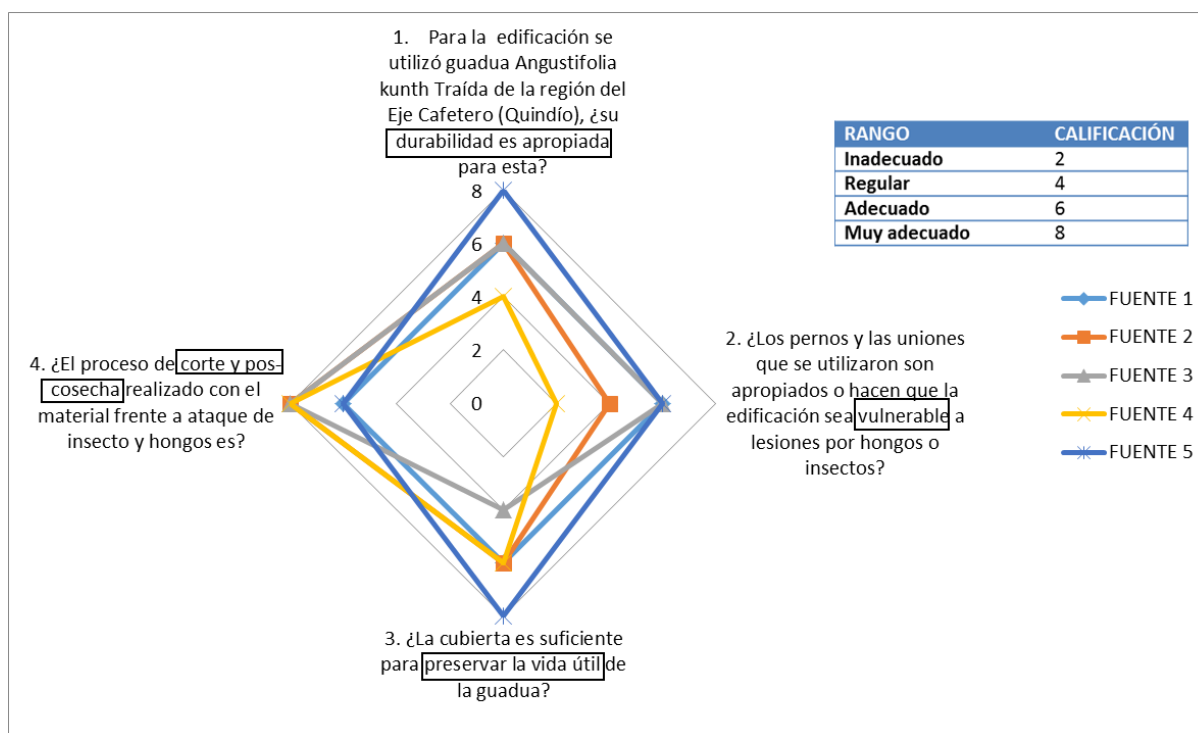 1. Para la edificación se
utilizó guadua Angustifolia
kunth Traída de la región del
Eje Cafetero (Quindío), ¿su
durabilidad es apropiada
para esta?
RANGO CALIFICACIÓN
Inadecuado 2
Regular 4
Adecuado 6
Muy adecuado 8
8
6
4
2
0
4. ¿El proceso de corte y pos-
cosecha realizado con el
material frente a ataque de
insecto y hongos es?
2. ¿Los pernos y las uniones
que se utilizaron son
apropiados o hacen que la
edificación sea vulnerable a
lesiones por hongos o
insectos?
FUENTE 1
FUENTE 2
FUENTE 3
FUENTE 4
FUENTE 5
3. ¿La cubierta es suficiente
para preservar la vida útil de
la guadua?